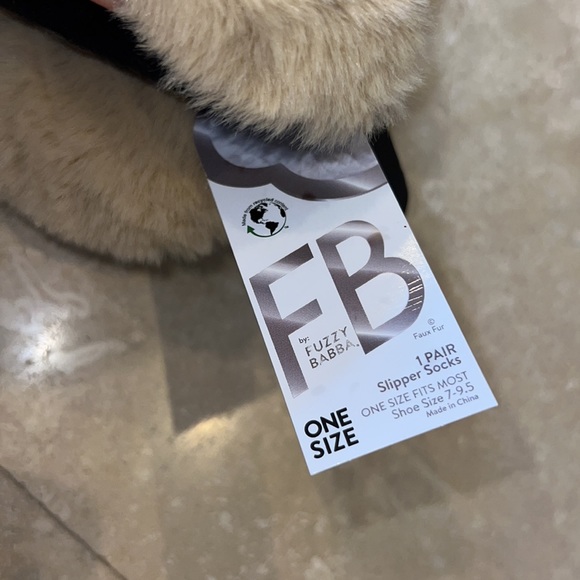 FB
by:
FUZZY
BABBA.
©
Faux Fur
1 PAIR
Slipper Socks
ONE SIZE FITS MOST
Shoe Size 7-9.5
Made in China
ONE
SIZE